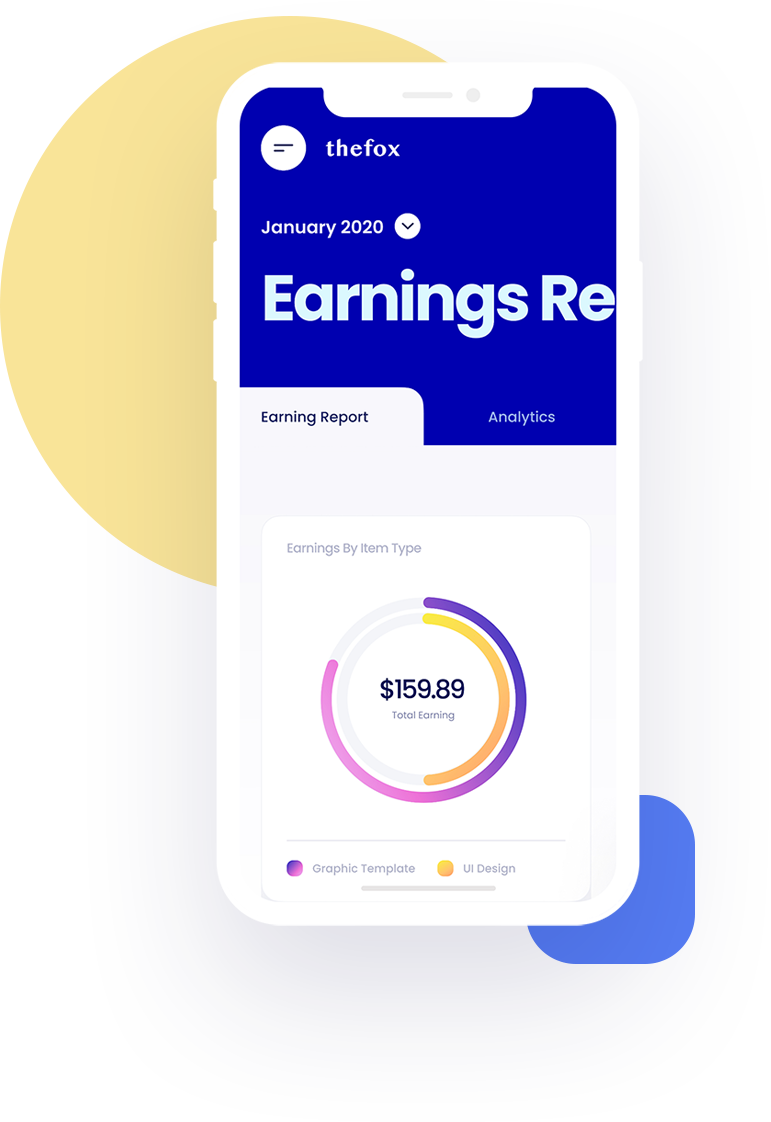 thefox
January 2020
Earnings Re
Earning Report
Analytics
Earnings By Item Type
$159.89
Total Earning
Graphic Template
UI Design